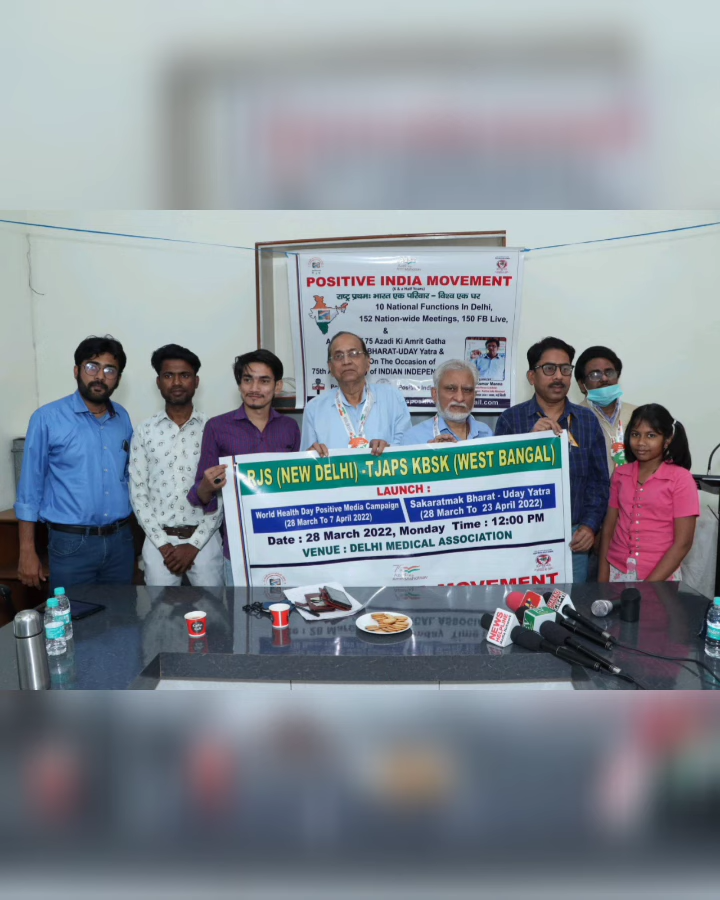 POSITIVE INDIA MOVEMENT
राष्ट्र प्रथमः भारत एक परिवार – विश्व एक घर
10 National Functions In Delhi,
152 Nation-wide Meetings, 150 FB Live,
&
75 Azadi Ki Amrit Gatha
BHARAT-UDAY Yatra &
On The Occasion of
75th of INDIAN
RJS (NEW DELHI) -TJAPS KBSK (WEST BANGAL)
LAUNCH :
World Health Day Positive Media Campaign
(28 March To 7 April 2022)
Sakaratmak Bharat - Uday Yatra
(28 March To 23 April 2022)
Date : 28 March 2022, Monday Time : 12:00 PM
VENUE : DELHI MEDICAL ASSOCIATION
MOVEMENT
NEWS